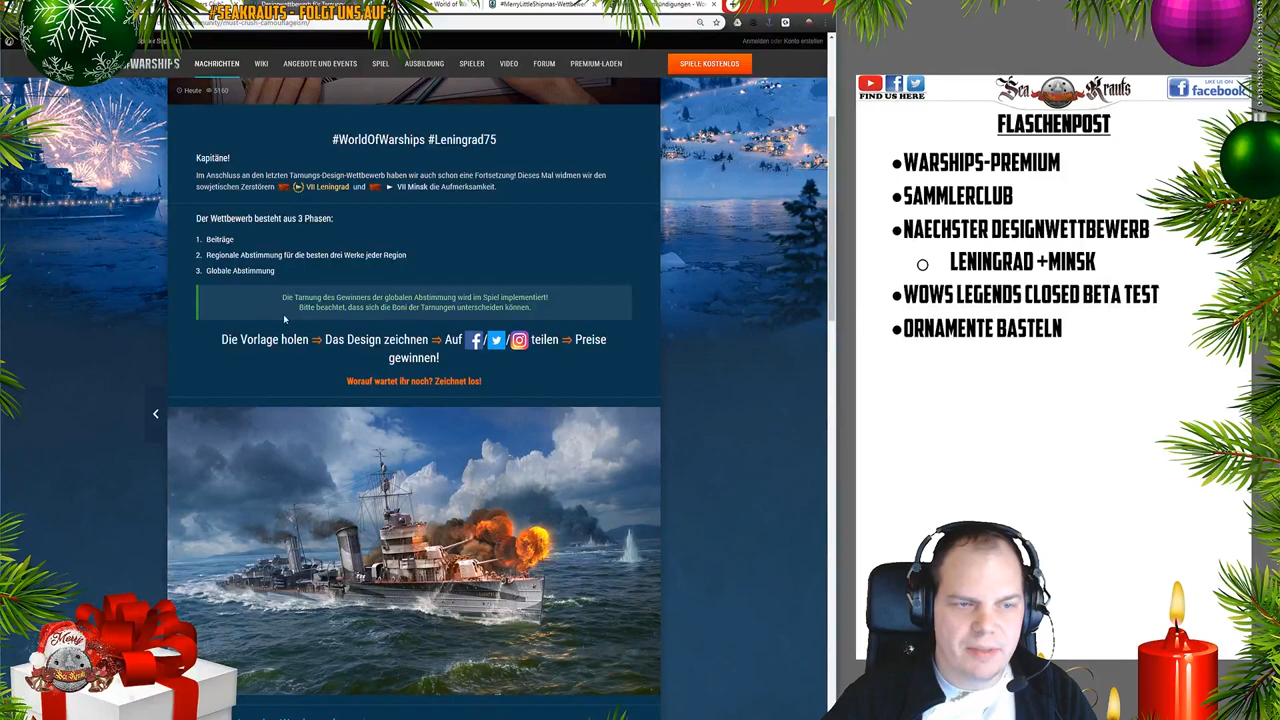 #SEAKRAUTS - FOLGT UNS AUF
#MerryLittleShipmas-Wettbewe
Anmelden oder Konto erstellen
NACHRICHTEN WIKI ANGEBOTE UND EVENTS SPIEL AUSBILDUNG SPIELER VIDEO FORUM PREMIUM-LADEN SPIELE KOSTENLOS
Heute 5160
#WorldOfWarships #Leningrad75
Kapitäne!
Im Anschluss an den letzten Tarnungs-Design-Wettbewerb haben wir auch schon eine Fortsetzung! Dieses Mal widmen wir den
sowjetischen Zerstörern VII Leningrad und VII Minsk die Aufmerksamkeit.
Der Wettbewerb besteht aus 3 Phasen:
1. Beiträge
2. Regionale Abstimmung für die besten drei Werke jeder Region
3. Globale Abstimmung
Die Tarnung des Gewinners der globalen Abstimmung wird im Spiel implementiert!
Bitte beachtet, dass sich die Boni der Tarnungen unterscheiden können.
Die Vorlage holen ⇒ Das Design zeichnen ⇒ Auf / / teilen ⇒ Preise
gewinnen!
Worauf wartet ihr noch? Zeichnet los!
FIND US HERE
Sea Krauts
LIKE US ON
facebook
FLASCHENPOST
●WARSHIPS-PREMIUM
●SAMMLERCLUB
●NAECHSTER DESIGNWETTBEWERB
○ LENINGRAD +MINSK
●WOWS LEGENDS CLOSED BETA TEST
●ORNAMENTE BASTELN
Merry
Sea Krauts